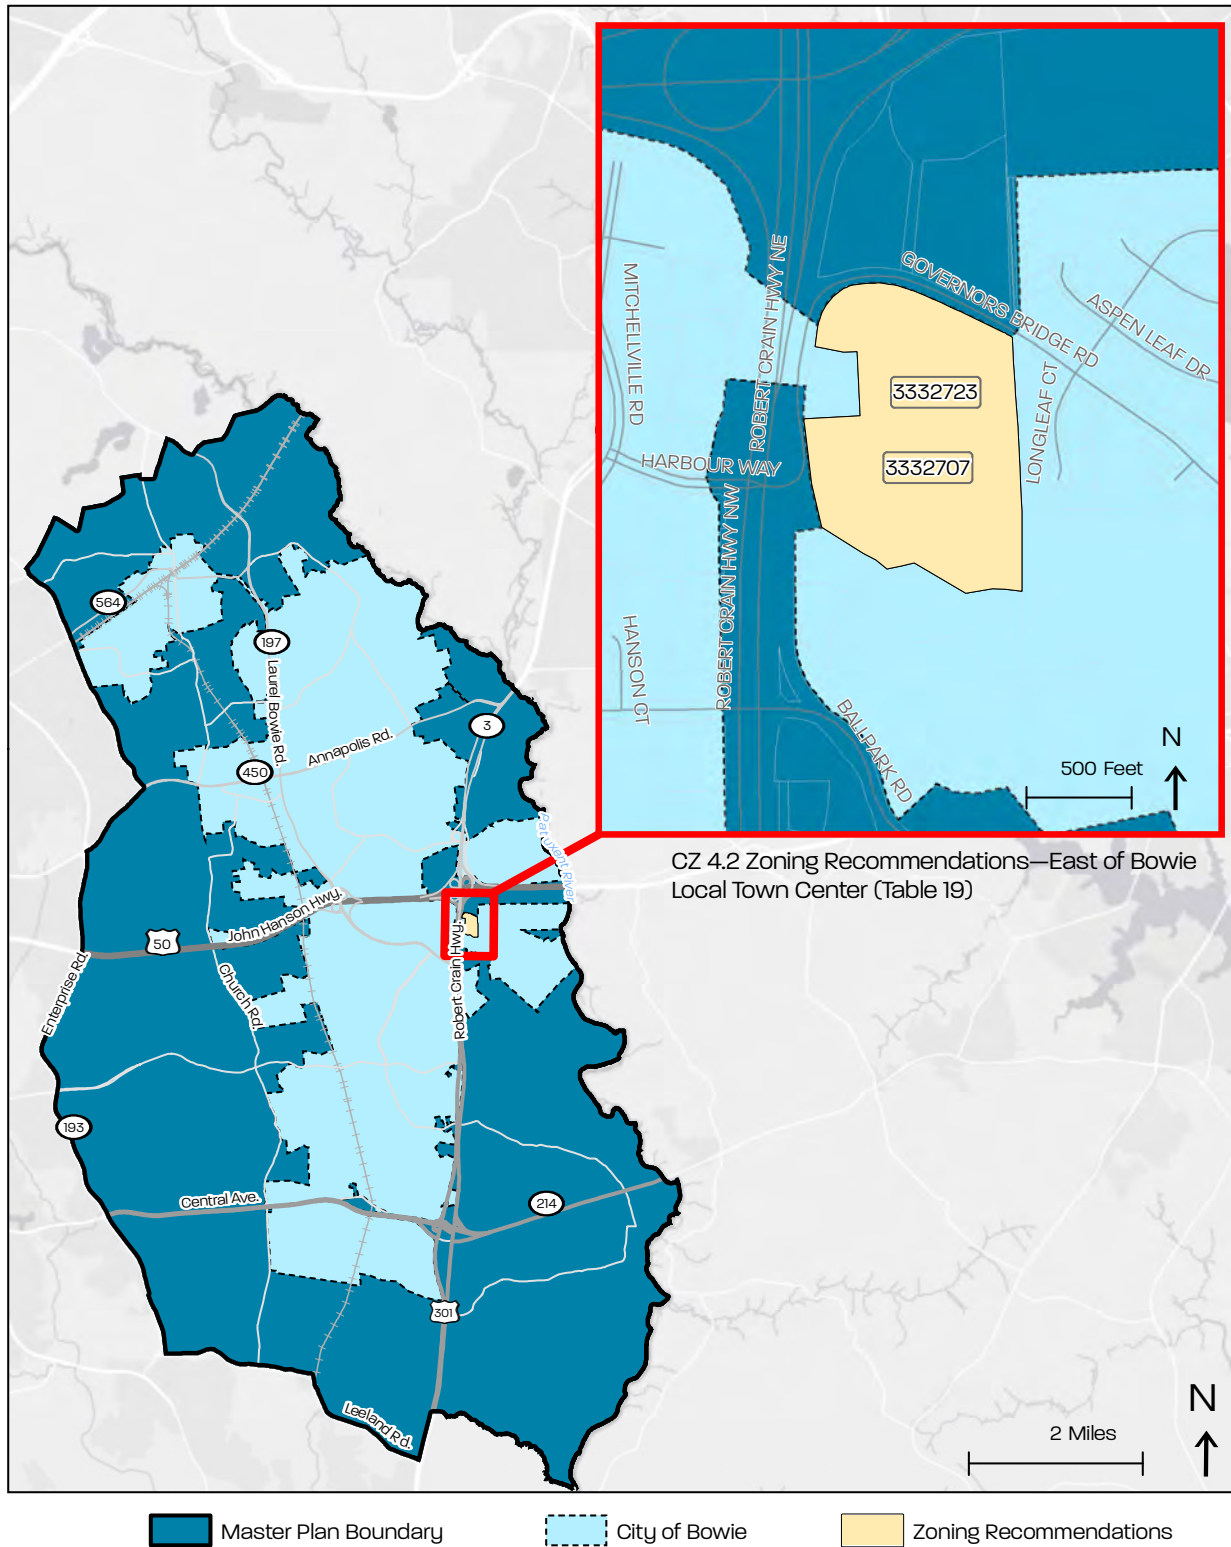 MITCHELLVILLE RD
ROBERT CRAIN HWY NE
GOVERNORS BRIDGE RD
ASPEN LEAF DR
LONGLEAF CT
3332723
3332707
HARBOUR WAY
ROBERT CRAIN HWY NW
HANSON CT
BALLPARK RD
500 Feet
N
CZ 4.2 Zoning Recommendations—East of Bowie
Local Town Center (Table 19)
564
197
Laurel Bowie Rd.
3
Annapolis Rd.
450
Patuxent River
John Hanson Hwy.
50
Enterprise Rd.
Church Rd.
Robert Crain Hwy.
193
Central Ave.
214
301
Leeland Rd.
2 Miles
N
Master Plan Boundary
City of Bowie
Zoning Recommendations